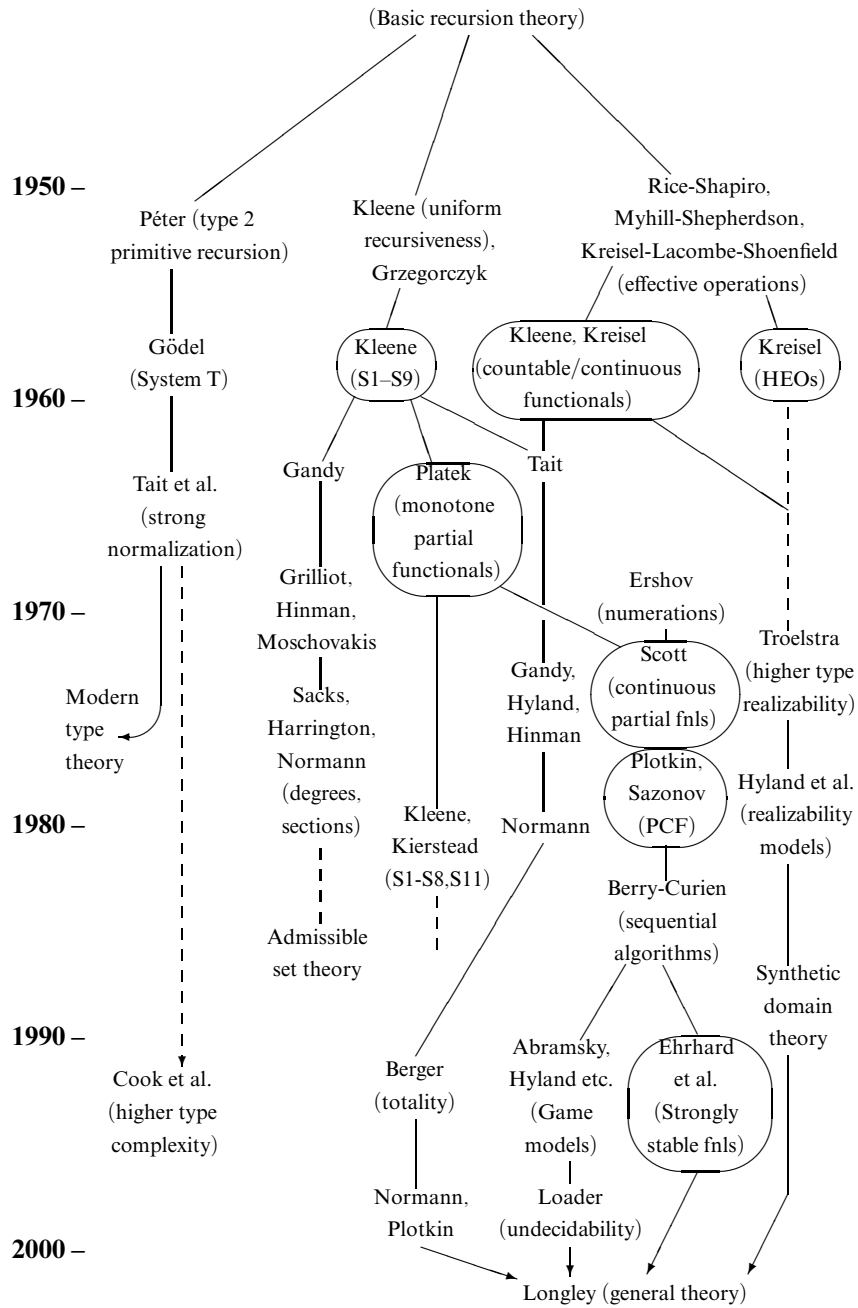 (Basic recursion theory)
1950 –
Péter (type 2
primitive recursion)
Kleene (uniform
recursiveness),
Grzegorczyk
Rice-Shapiro,
Myhill-Shepherdson,
Kreisel-Lacombe-Shoenfield
(effective operations)
Gödel
(System T)
Kleene
(S1–S9)
Kleene, Kreisel
(countable/continuous
functionals)
Kreisel
(HEOs)
1960 –
Tait et al.
(strong
normalization)
Gandy
Platek
(monotone
partial
functionals)
Tait
Grilliot,
Hinman,
Moschovakis
Ershov
(numerations)
1970 –
Troelstra
(higher type
realizability)
Scott
(continuous
partial fnls)
Gandy,
Hyland,
Hinman
Modern
type
theory
Sacks,
Harrington,
Normann
(degrees,
sections)
Plotkin,
Sazonov
(PCF)
Hyland et al.
(realizability
models)
1980 –
Kleene,
Kierstead
(S1-S8,S11)
Normann
Berry-Curien
(sequential
algorithms)
Admissible
set theory
Synthetic
domain
theory
1990 –
Cook et al.
(higher type
complexity)
Berger
(totality)
Abramsky,
Hyland etc.
(Game
models)
Ehrhard
et al.
(Strongly
stable fnls)
Normann,
Plotkin
Loader
(undecidability)
2000 –
Longley (general theory)